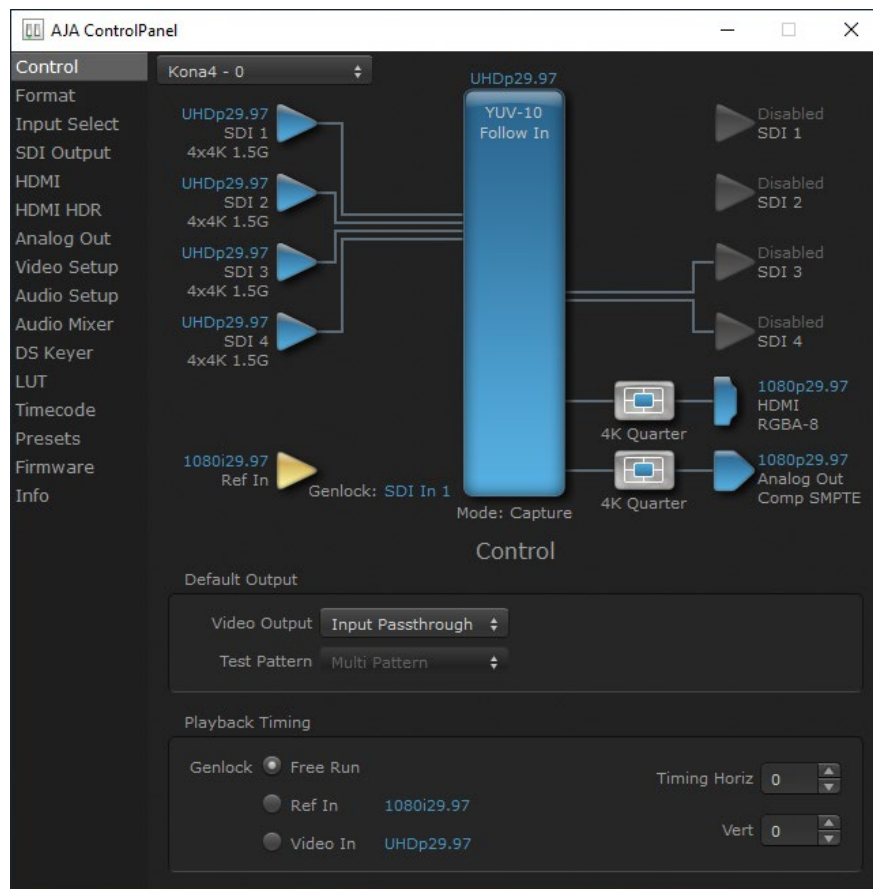 AJA ControlPanel
Control
Format
Input Select
SDI Output
HDMI
HDMI HDR
Analog Out
Video Setup
Audio Setup
Audio Mixer
DS Keyer
LUT
Timecode
Presets
Firmware
Info
Kona4 - 0
UHDp29.97
SDI 1
4x4K 1.5G
UHDp29.97
SDI 2
4x4K 1.5G
UHDp29.97
SDI 3
4x4K 1.5G
UHDp29.97
SDI 4
4x4K 1.5G
1080i29.97
Ref In
Genlock: SDI In 1
UHDp29.97
YUV-10
Follow In
Mode: Capture
Disabled
SDI 1
Disabled
SDI 2
Disabled
SDI 3
Disabled
SDI 4
4K Quarter
1080p29.97
HDMI
RGBA-8
4K Quarter
1080p29.97
Analog Out
Comp SMPTE
Control
Default Output
Video Output Input Passthrough
Test Pattern Multi Pattern
Playback Timing
Genlock Free Run
Ref In 1080i29.97
Video In UHDp29.97
Timing Horiz 0
Vert 0